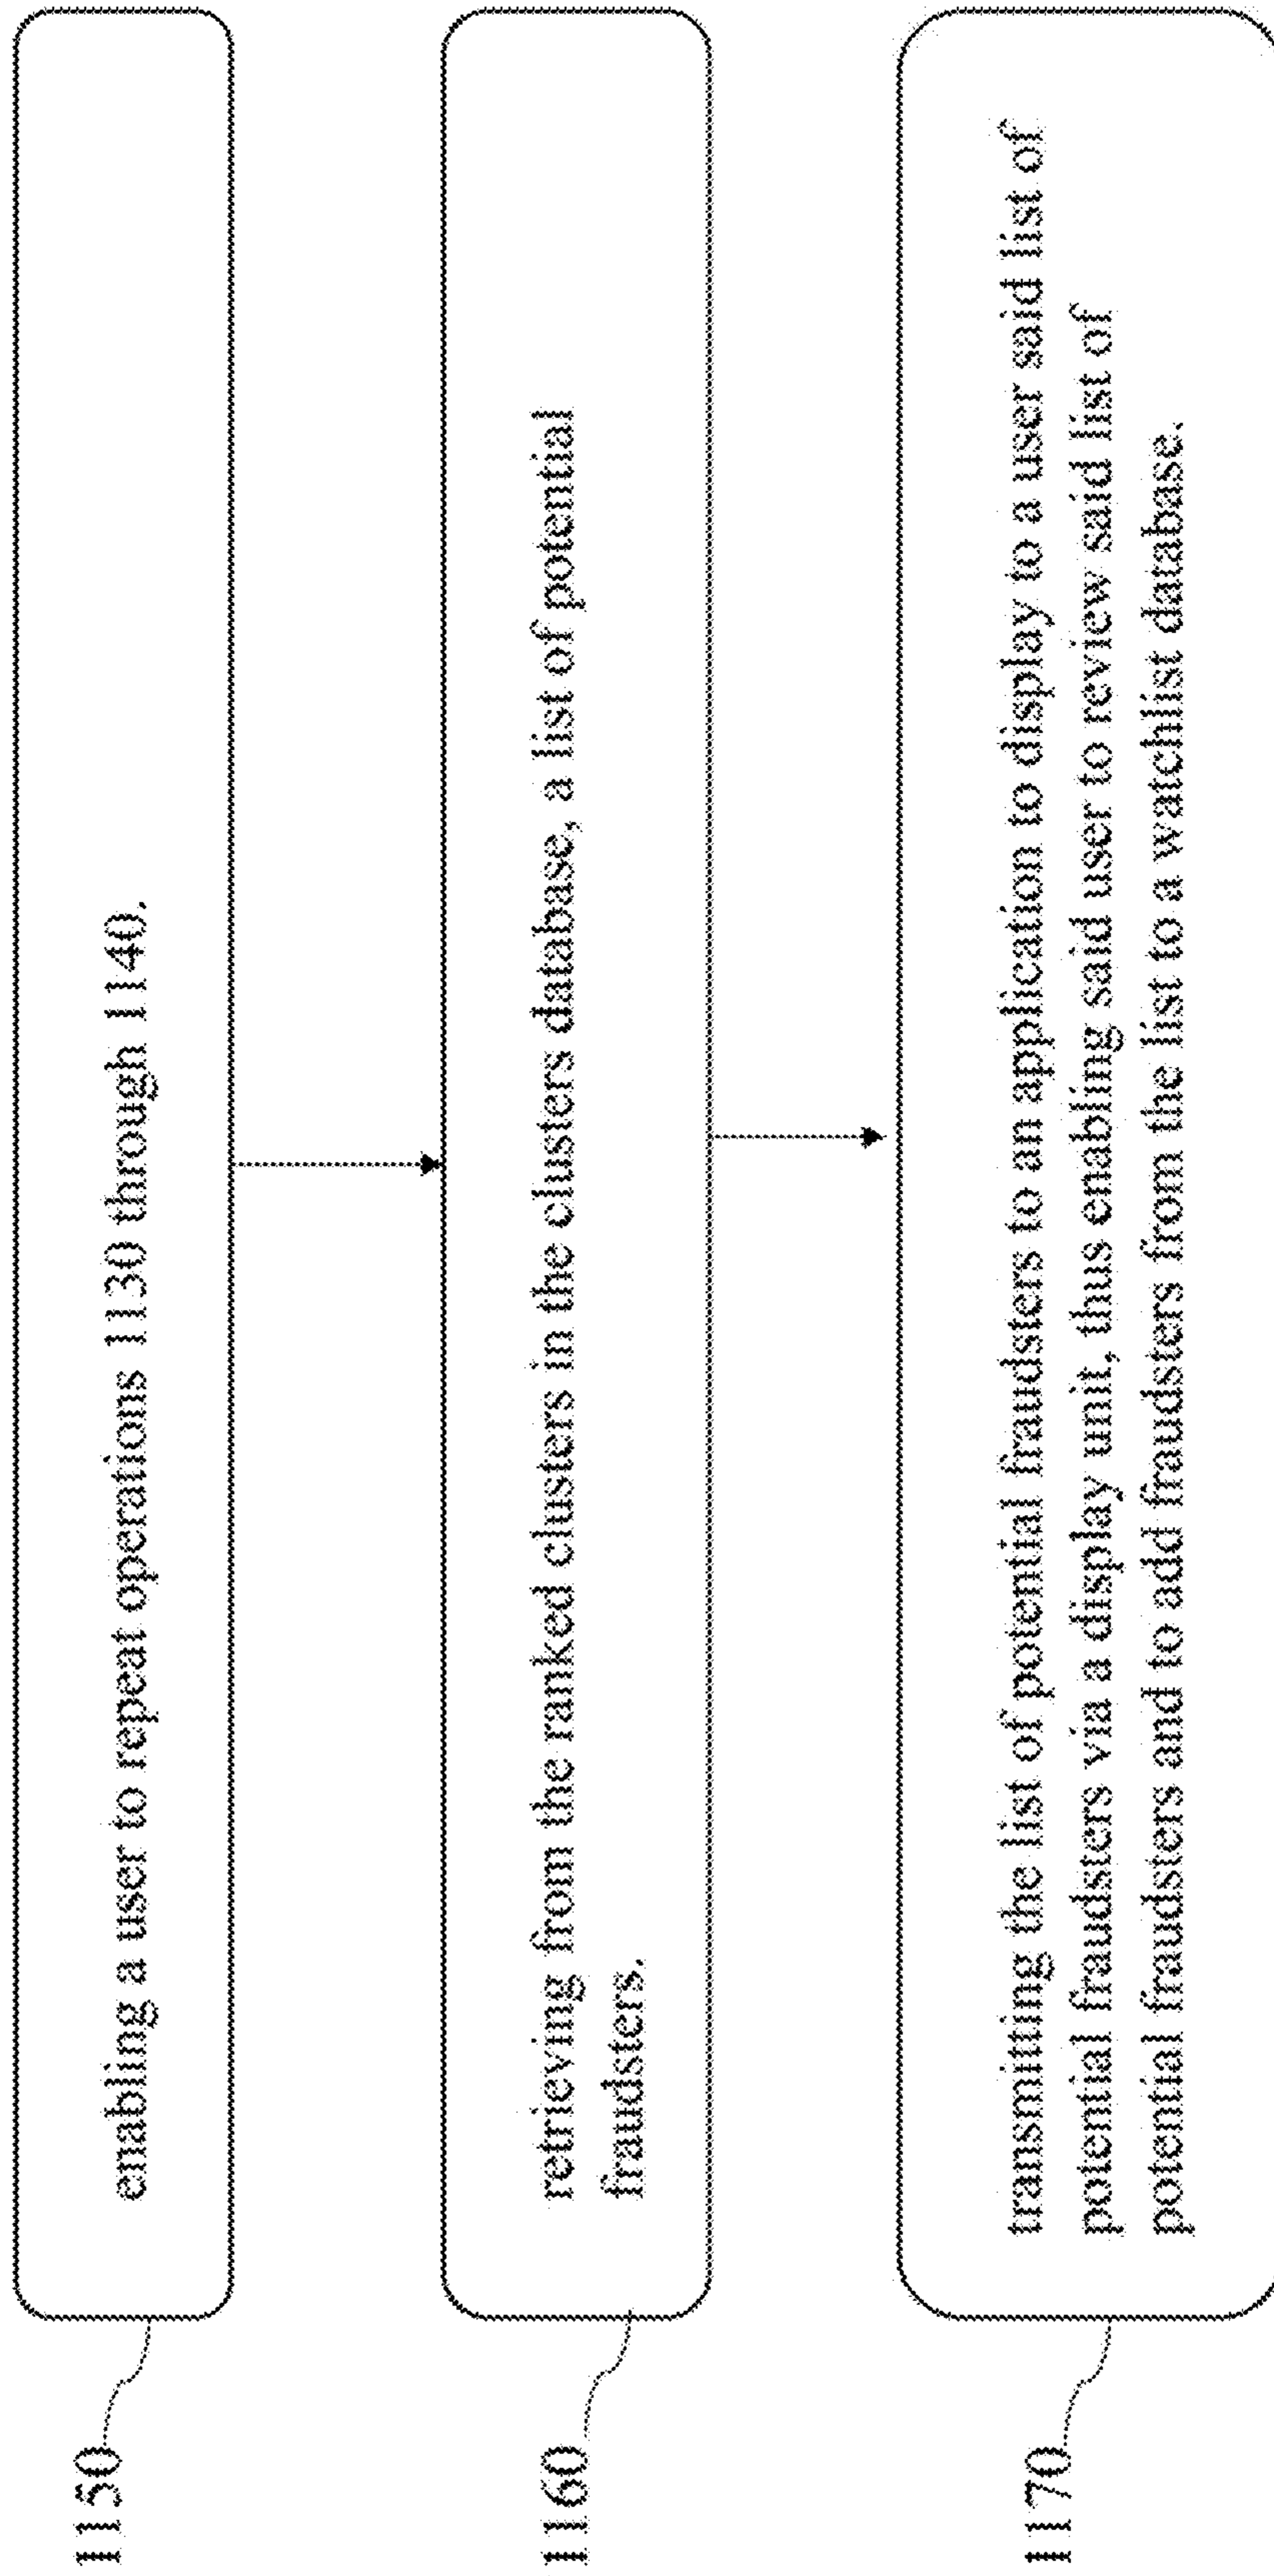 1150
enabling a user to repeat operations 1130 through 1140.
1160
retrieving from the ranked clusters in the clusters database, a list of potential
fraudsters.
1170
transmitting the list of potential fraudsters to an application to display to a user said list of
potential fraudsters via a display unit, thus enabling said user to review said list of
potential fraudsters and to add fraudsters from the list to a watchlist database.